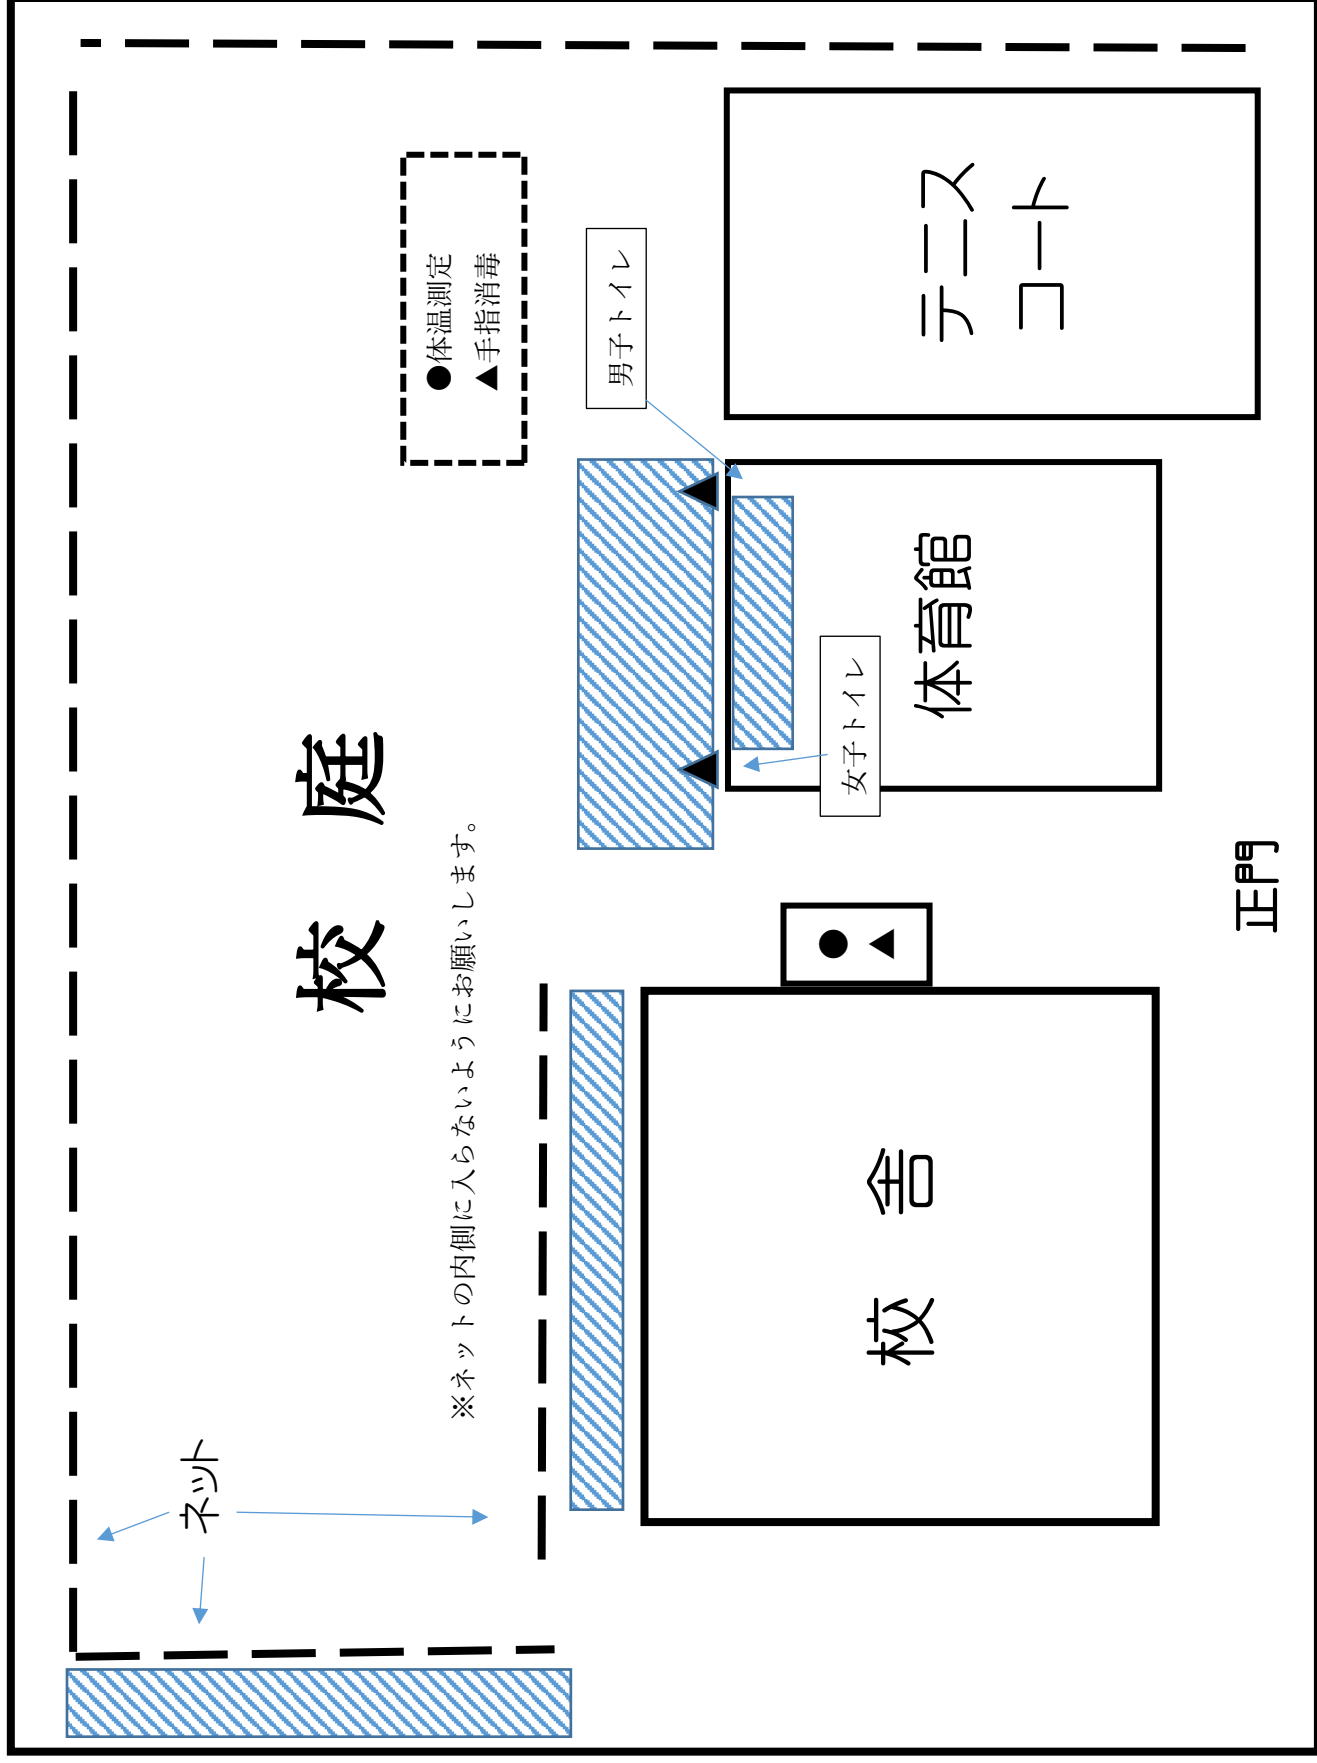 ネット
校　庭
※ネットの内側に入らないようにお願いします。
●体温測定
▲手指消毒
男子トイレ
女子トイレ
●
▲
▲
▲
校　舎
体育館
テニス
コート
正門